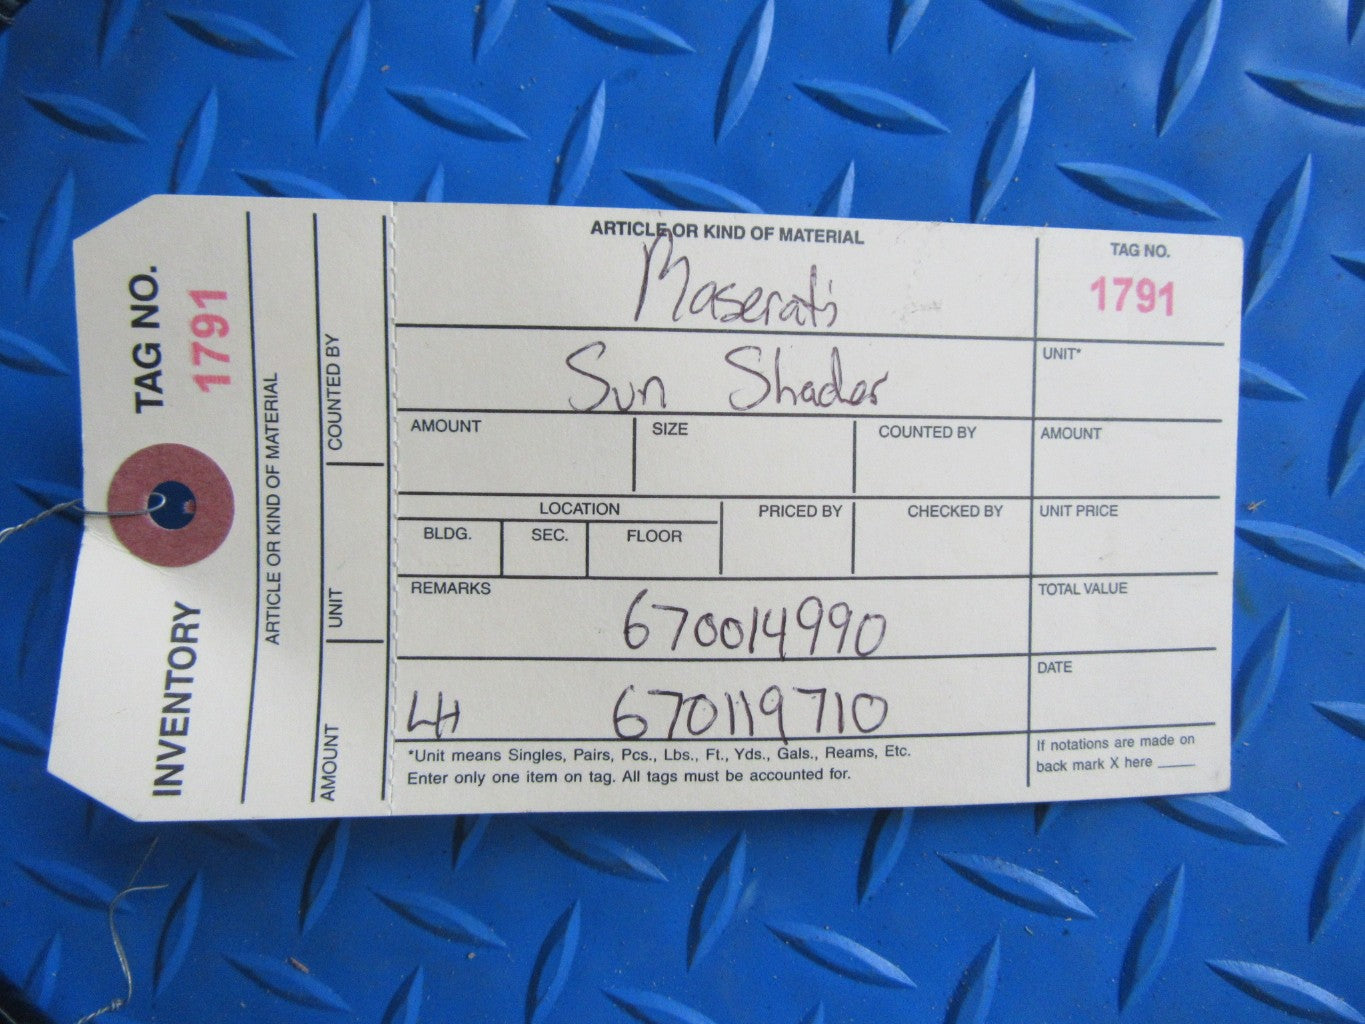 INVENTORY TAG NO.
1791
ARTICLE OR KIND OF MATERIAL
AMOUNT UNIT COUNTED BY
ARTICLE OR KIND OF MATERIAL
Maserati
TAG NO.
1791
Sun Shades
UNIT*
AMOUNT SIZE COUNTED BY AMOUNT
LOCATION
BLDG. SEC. FLOOR
PRICED BY CHECKED BY UNIT PRICE
REMARKS
670014990
TOTAL VALUE
LH 670119710
DATE
*Unit means Singles, Pairs, Pcs., Lbs., Ft., Yds., Gals., Reams, Etc.
Enter only one item on tag. All tags must be accounted for.
If notations are made on
back mark X here ____